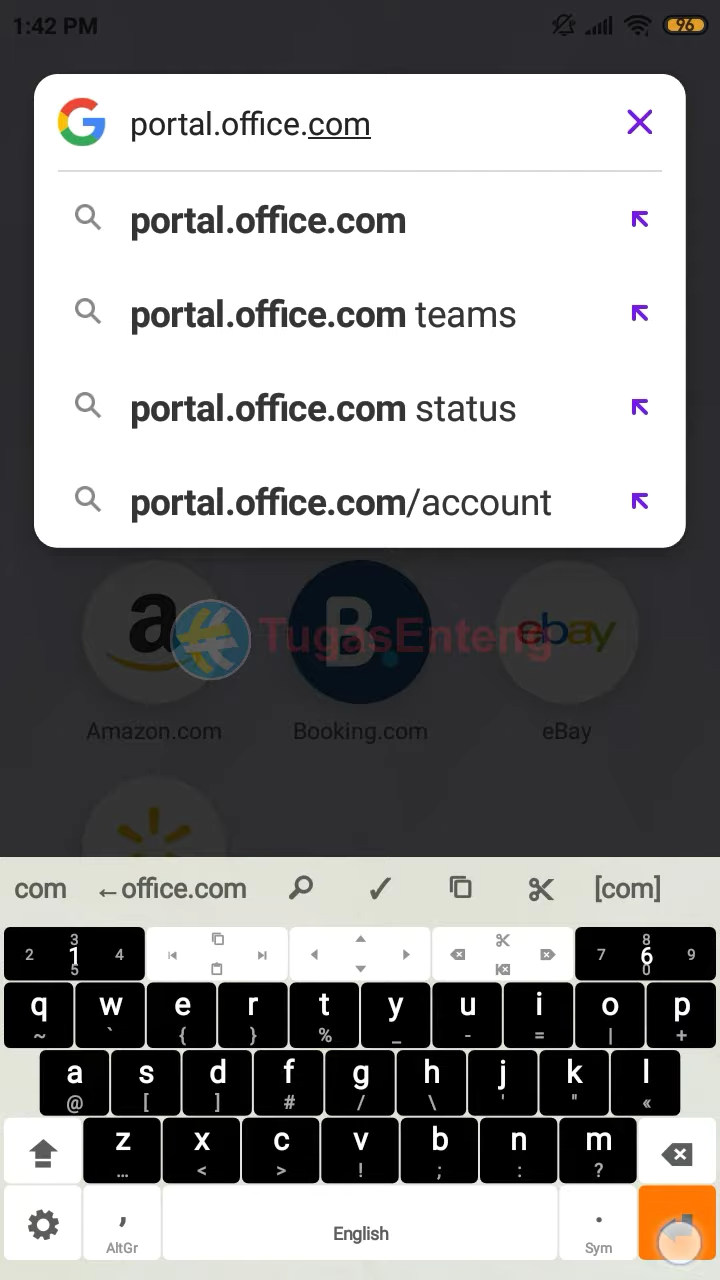 1:42 PM
96
portal.office.com
portal.office.com
portal.office.com teams
portal.office.com status
portal.office.com/account
a
B.
ebay
TugasEnteng
Amazon.com
Booking.com
eBay
com ←office.com [com]
2 3 1 5 4 7 8 6 0 9
q w e r t y u i o p
~ ` { } % _ - = | +
a s d f g h j k l
@ [ ] # / \ ' " «
z x c v b n m
… < > ! ; : ?
, English .
AltGr Sym